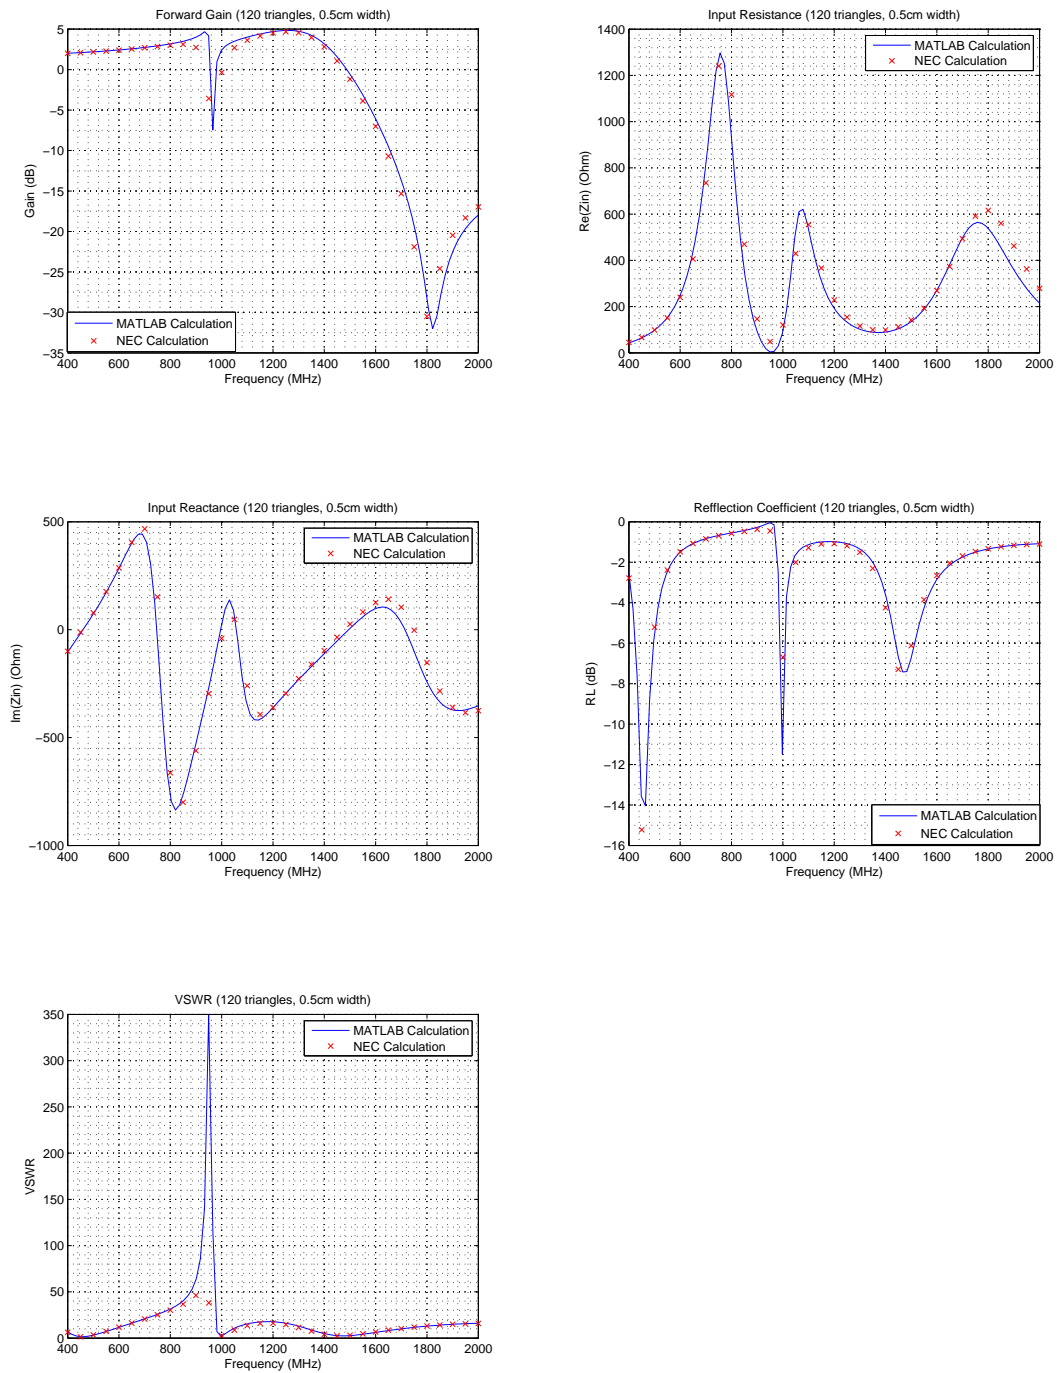 Forward Gain (120 triangles, 0.5cm width)
5
0
−5
−10
−15
−20
−25
−30
−35
Gain (dB)
MATLAB Calculation
NEC Calculation
400 600 800 1000 1200 1400 1600 1800 2000
Frequency (MHz)
Input Resistance (120 triangles, 0.5cm width)
1400
1200
1000
800
600
400
200
0
Re(Zin) (Ohm)
MATLAB Calculation
NEC Calculation
400 600 800 1000 1200 1400 1600 1800 2000
Frequency (MHz)
Input Reactance (120 triangles, 0.5cm width)
500
0
−500
−1000
Im(Zin) (Ohm)
MATLAB Calculation
NEC Calculation
400 600 800 1000 1200 1400 1600 1800 2000
Frequency (MHz)
Refflection Coefficient (120 triangles, 0.5cm width)
0
−2
−4
−6
−8
−10
−12
−14
−16
RL (dB)
MATLAB Calculation
NEC Calculation
400 600 800 1000 1200 1400 1600 1800 2000
Frequency (MHz)
VSWR (120 triangles, 0.5cm width)
350
300
250
200
150
100
50
0
VSWR
MATLAB Calculation
NEC Calculation
400 600 800 1000 1200 1400 1600 1800 2000
Frequency (MHz)